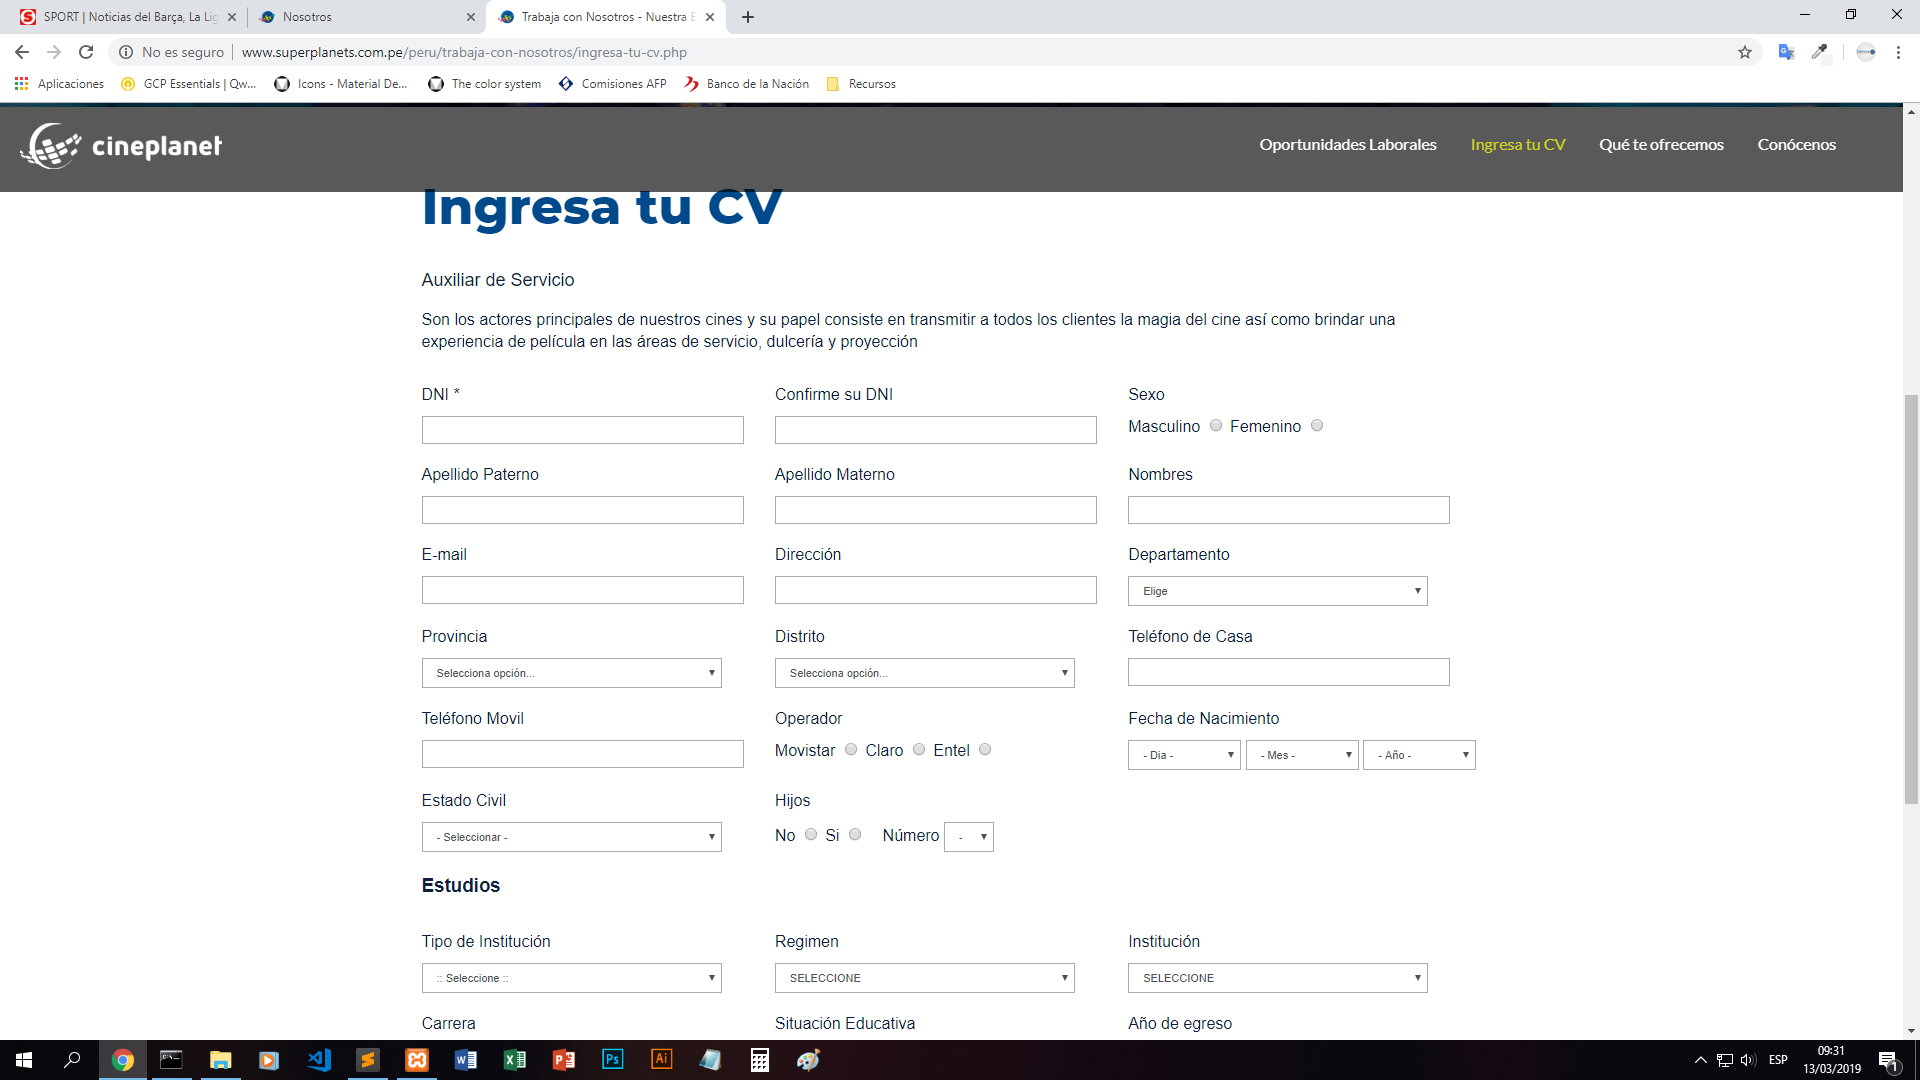 SPORT | Noticias del Barça, La Lig
Nosotros
Trabaja con Nosotros - Nuestra E
No es seguro
www.superplanets.com.pe/peru/trabaja-con-nosotros/ingresa-tu-cv.php
Aplicaciones
GCP Essentials | Qw...
Icons - Material De...
The color system
Comisiones AFP
Banco de la Nación
Recursos
cineplanet
Oportunidades Laborales
Ingresa tu CV
Qué te ofrecemos
Conócenos
Ingresa tu CV
Auxiliar de Servicio
Son los actores principales de nuestros cines y su papel consiste en transmitir a todos los clientes la magia del cine así como brindar una
experiencia de película en las áreas de servicio, dulcería y proyección
DNI *
Confirme su DNI
Sexo
Masculino Femenino
Apellido Paterno
Apellido Materno
Nombres
E-mail
Dirección
Departamento
Elige
Provincia
Distrito
Teléfono de Casa
Selecciona opción...
Selecciona opción...
Teléfono Movil
Operador
Fecha de Nacimiento
Movistar Claro Entel
- Dia -
- Mes -
- Año -
Estado Civil
Hijos
- Seleccionar -
No Si Número -
Estudios
Tipo de Institución
Regimen
Institución
:: Seleccione ::
SELECCIONE
SELECCIONE
Carrera
Situación Educativa
Año de egreso
Ps
Ai
ESP
09:31
13/03/2019
1